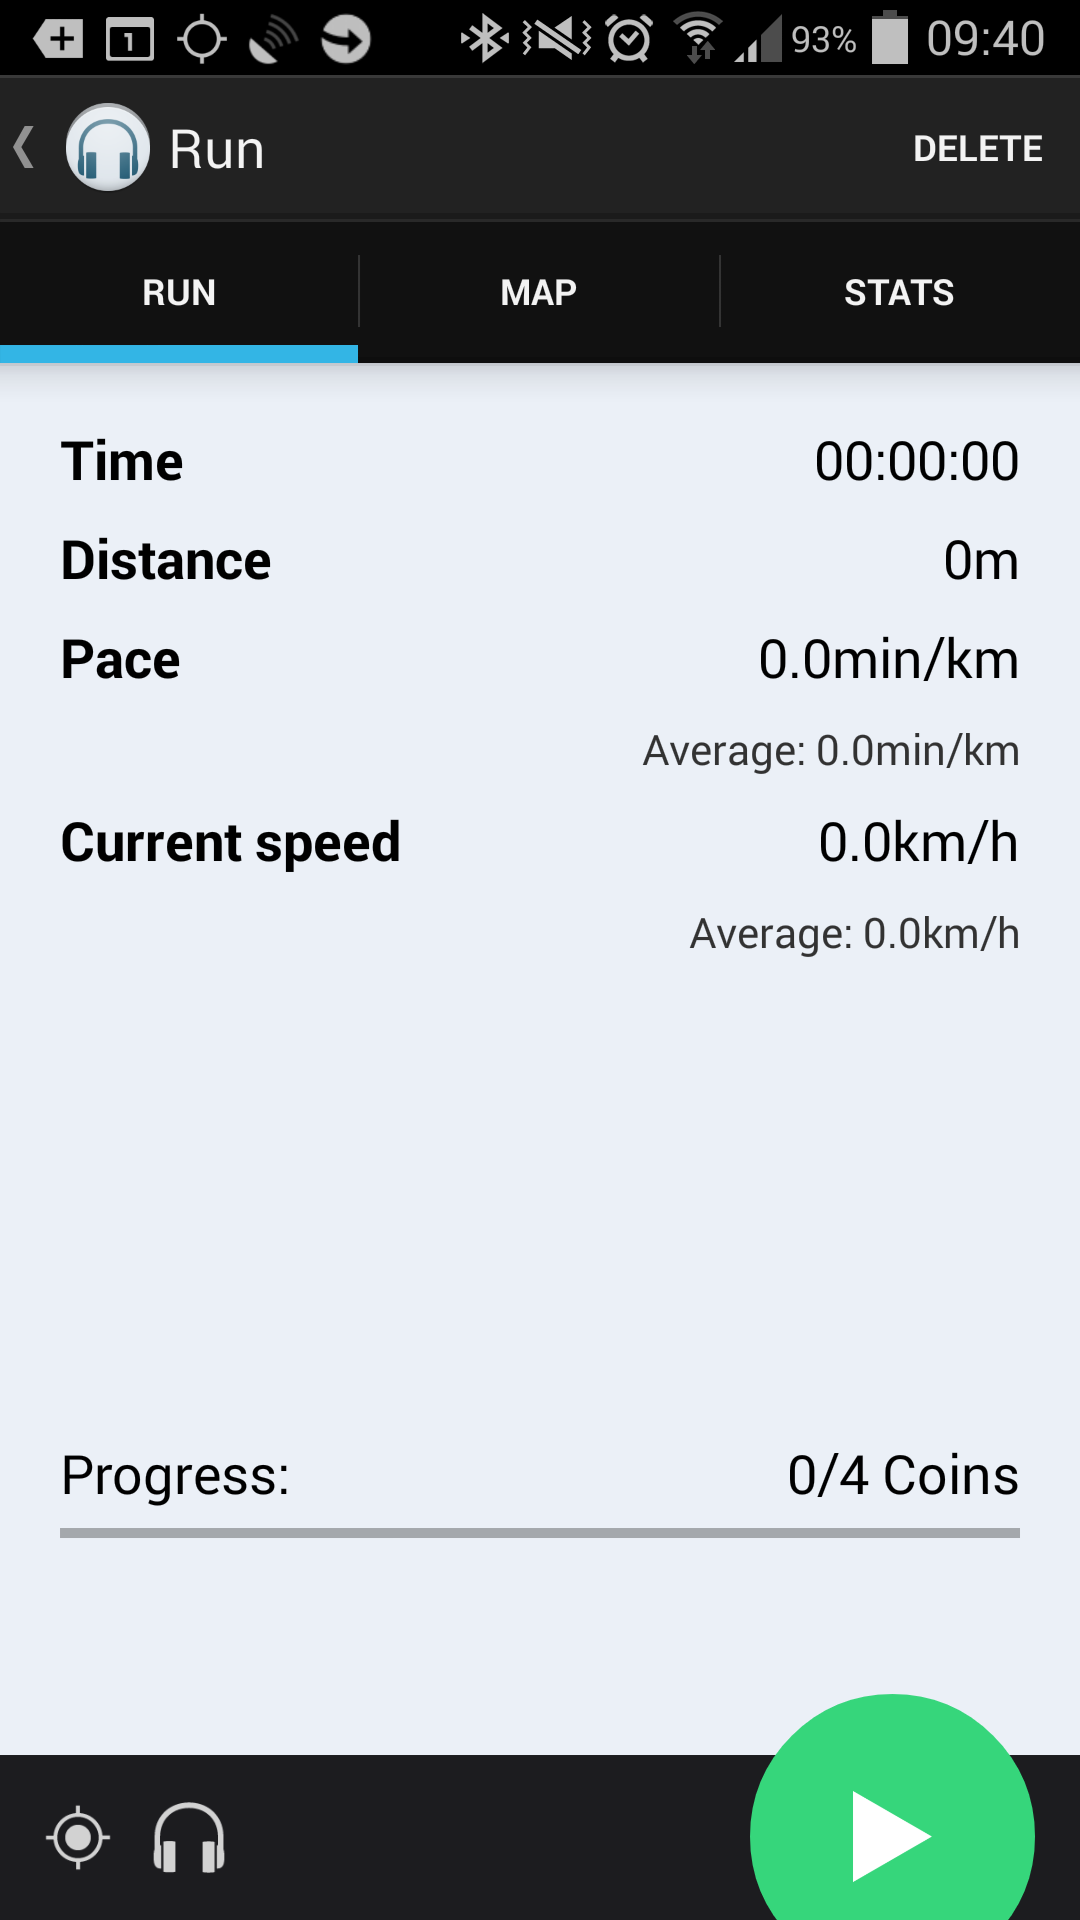 1 93% 09:40
Run DELETE
RUN MAP STATS
Time 00:00:00
Distance 0m
Pace 0.0min/km
Average: 0.0min/km
Current speed 0.0km/h
Average: 0.0km/h
Progress: 0/4 Coins